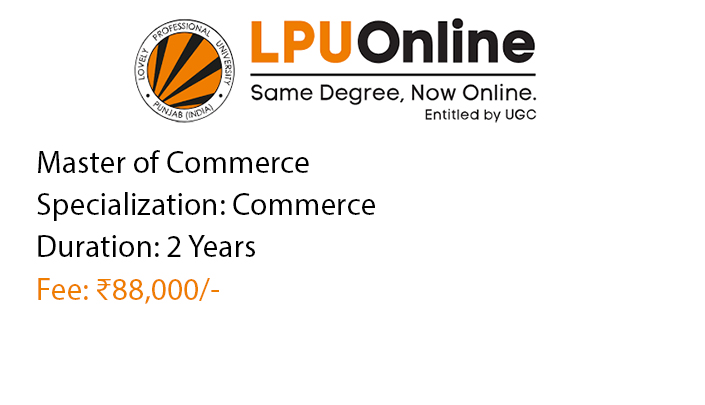 LOVELY PROFESSIONAL UNIVERSITY
PUNJAB (INDIA)
LPUOnline
Same Degree, Now Online.
Entitled by UGC
Master of Commerce
Specialization: Commerce
Duration: 2 Years
Fee: ₹88,000/-